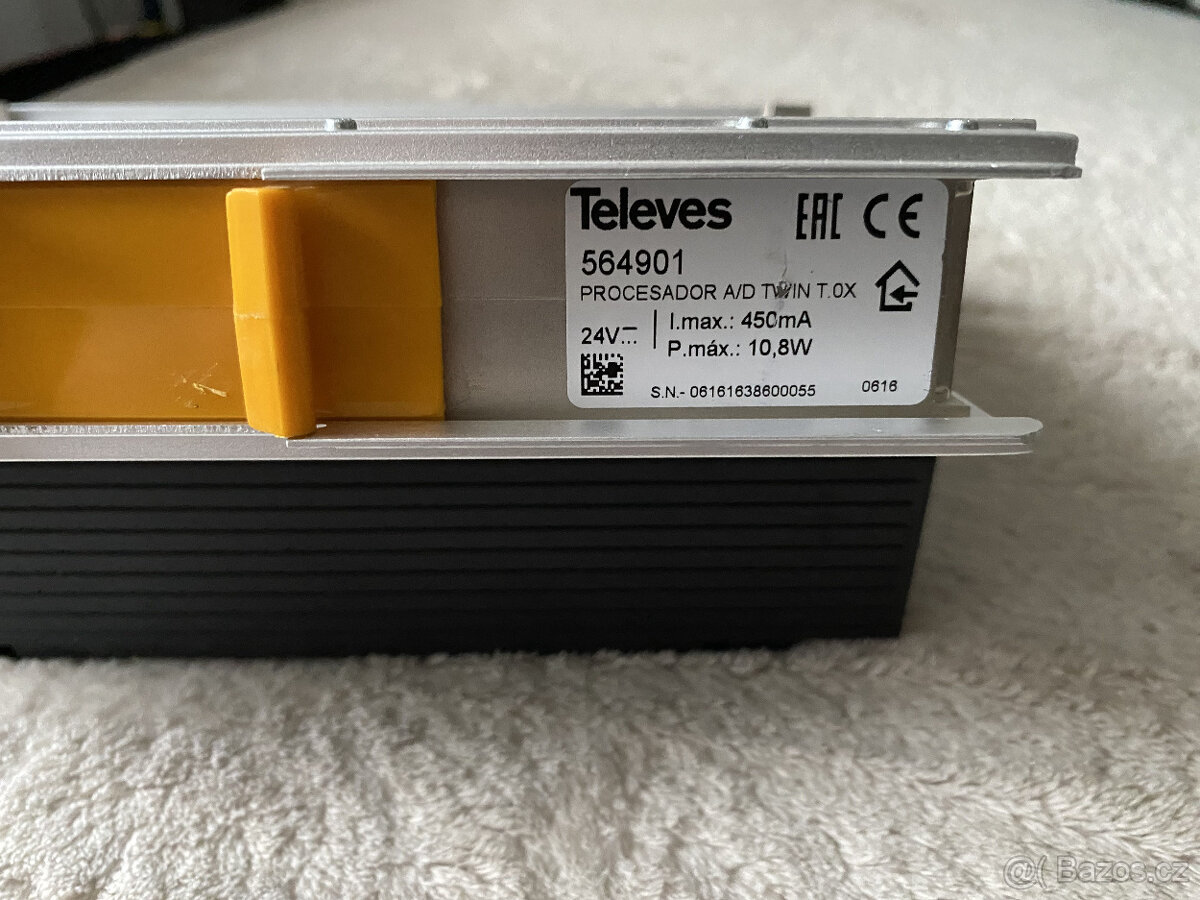 Televes EAC CE
564901
PROCESADOR A/D TWIN T.0X
24V I.max.: 450mA
P.máx.: 10,8W
S.N.- 06161638600055 0616
@( Bazos.cz